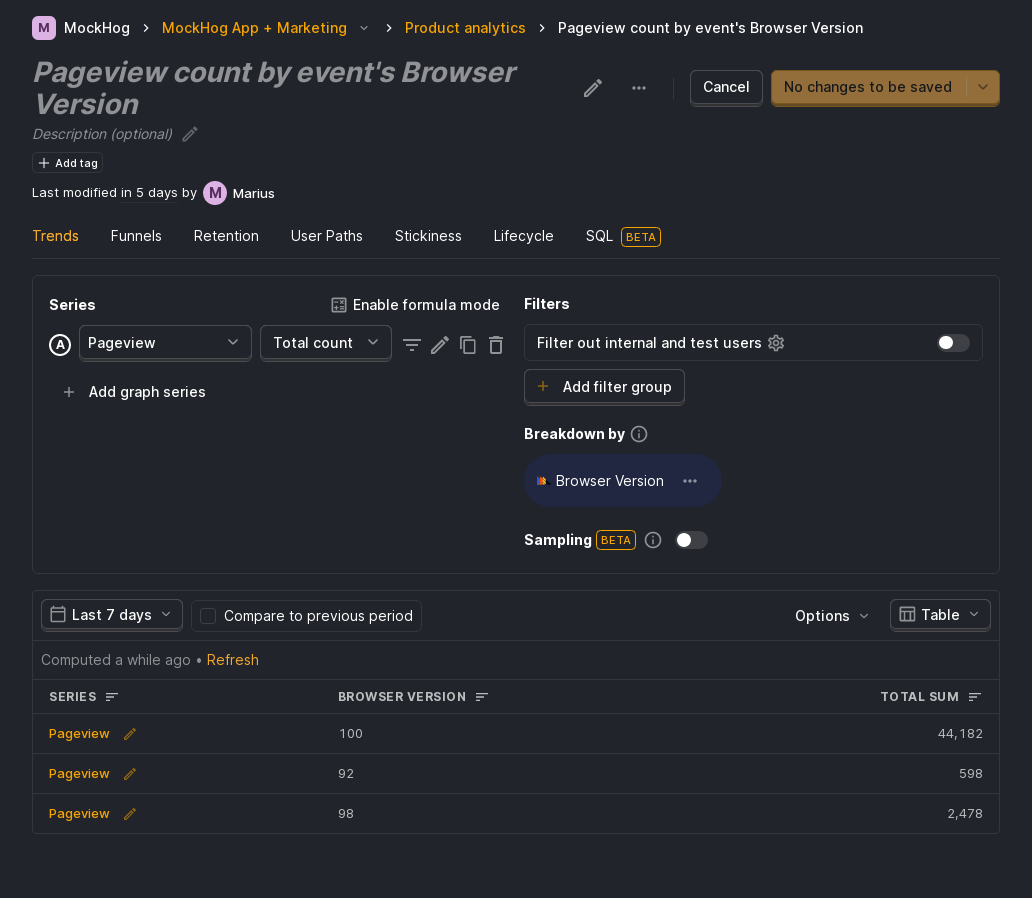 M MockHog > MockHog App + Marketing > Product analytics > Pageview count by event's Browser Version
Pageview count by event's Browser
Version
Cancel No changes to be saved
Description (optional)
Add tag
Last modified in 5 days by M Marius
Trends Funnels Retention User Paths Stickiness Lifecycle SQL BETA
Series Enable formula mode
A Pageview Total count
+ Add graph series
Filters
Filter out internal and test users
+ Add filter group
Breakdown by
Browser Version
Sampling BETA
Last 7 days Compare to previous period Options Table
Computed a while ago • Refresh
SERIES BROWSER VERSION TOTAL SUM
Pageview 100 44,182
Pageview 92 598
Pageview 98 2,478